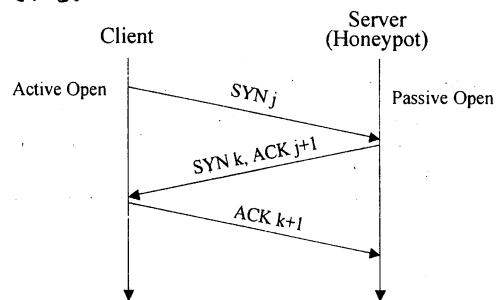 Client
Server
(Honeypot)
Active Open
SYN j
Passive Open
SYN k, ACK j+1
ACK k+1